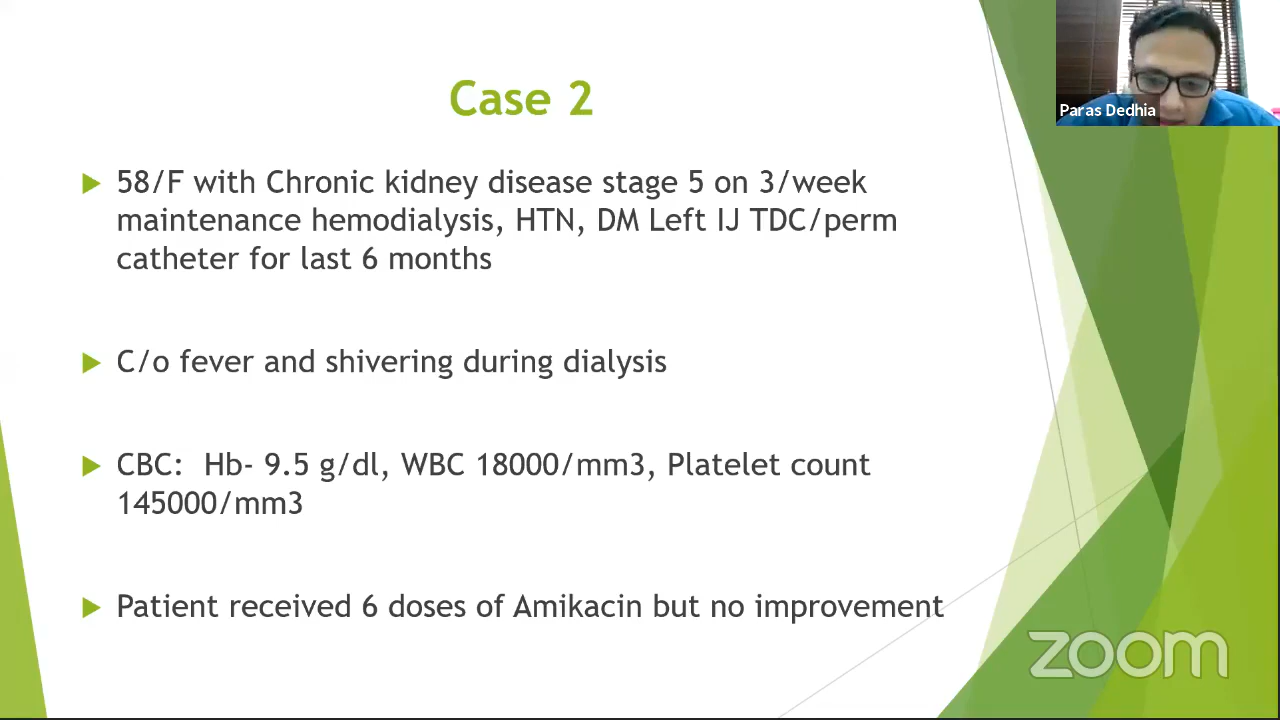 Case 2
58/F with Chronic kidney disease stage 5 on 3/week
maintenance hemodialysis, HTN, DM Left IJ TDC/perm
catheter for last 6 months
C/o fever and shivering during dialysis
CBC: Hb- 9.5 g/dl, WBC 18000/mm3, Platelet count
145000/mm3
Patient received 6 doses of Amikacin but no improvement
Paras Dedhia
zoom